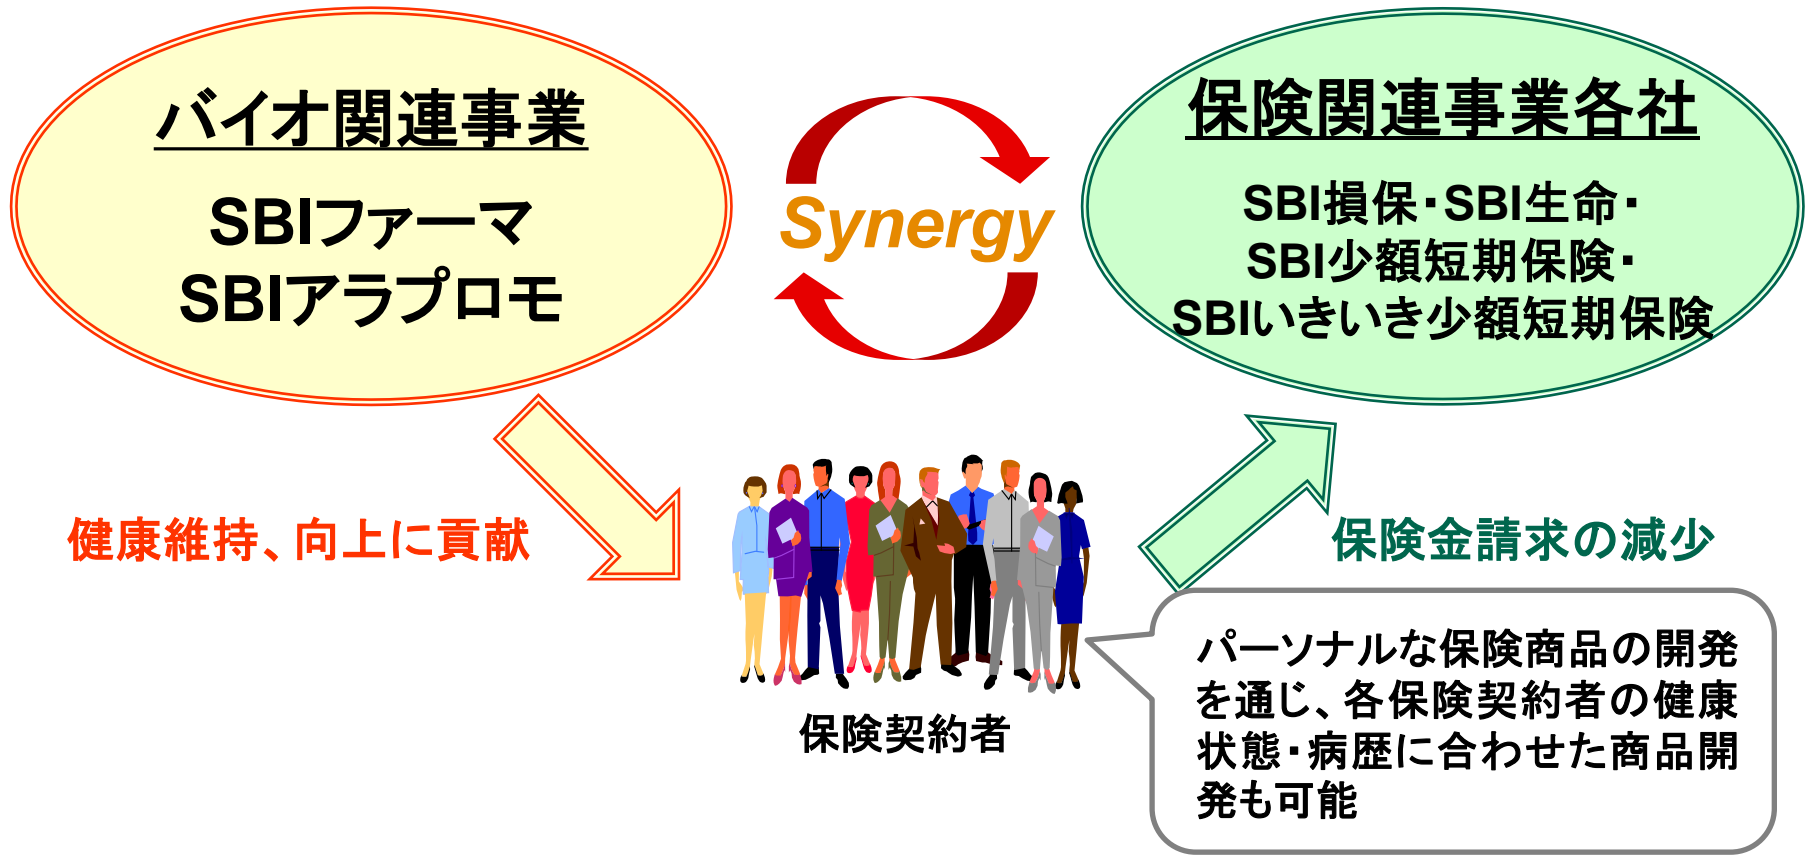 バイオ関連事業
SBIファーマ
SBIアラプロモ
Synergy
保険関連事業各社
SBI損保・SBI生命・
SBI少額短期保険・
SBIいきいき少額短期保険
健康維持、向上に貢献
保険金請求の減少
保険契約者
パーソナルな保険商品の開発
を通じ、各保険契約者の健康
状態・病歴に合わせた商品開
発も可能